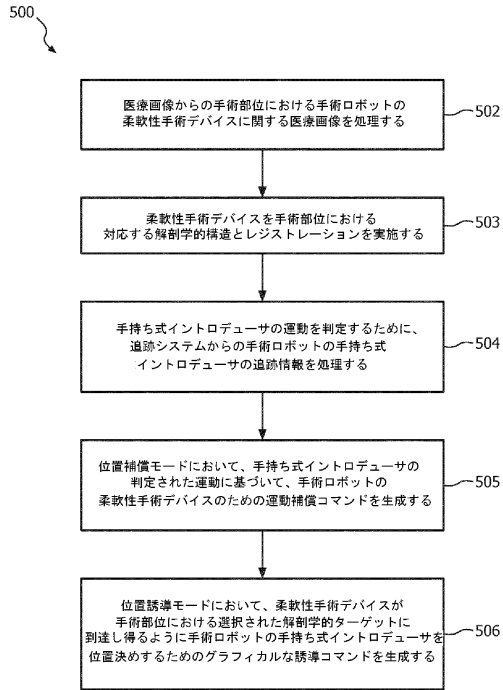 500
医療画像からの手術部位における手術ロボットの
柔軟性手術デバイスに関する医療画像を処理する
502
柔軟性手術デバイスを手術部位における
対応する解剖学的構造とレジストレーションを実施する
503
手持ち式イントロデューサの運動を判定するために、
追跡システムからの手術ロボットの手持ち式
イントロデューサの追跡情報を処理する
504
位置補償モードにおいて、手持ち式イントロデューサの
判定された運動に基づいて、手術ロボットの
柔軟性手術デバイスのための運動補償コマンドを生成する
505
位置誘導モードにおいて、柔軟性手術デバイスが
手術部位における選択された解剖学的ターゲットに
到達し得るように手術ロボットの手持ち式イントロデューサを
位置決めするためのグラフィカルな誘導コマンドを生成する
506